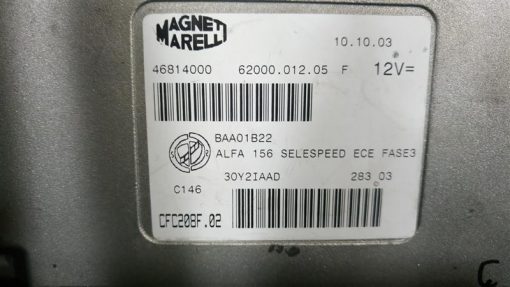 MAGNETI
MARELLI
10.10.03
46814000 62000.012.05 F 12V=
BAA01B22
ALFA 156 SELESPEED ECE FASE3
30Y2IAAD 283 03
C146
CFC208F.02